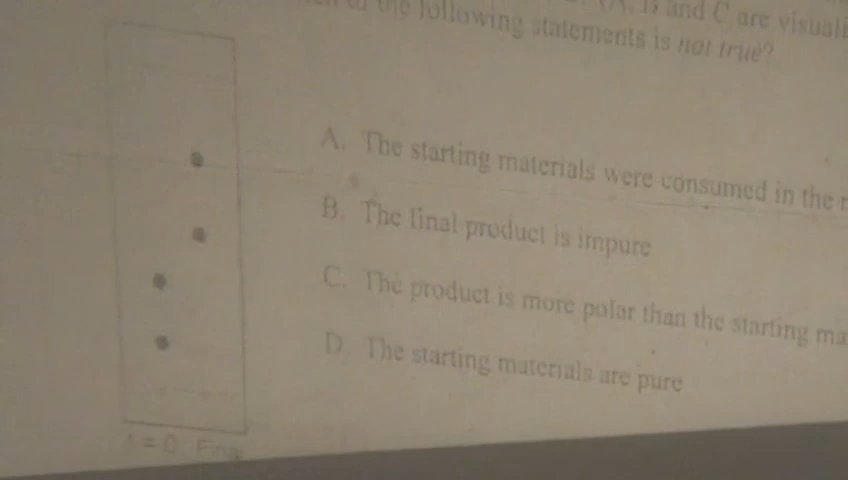 and C are visuali
the following statements is not true?
A. The starting materials were consumed in the r
B. The final product is impure
C. The product is more polar than the starting ma
D. The starting materials are pure
= 0 Final